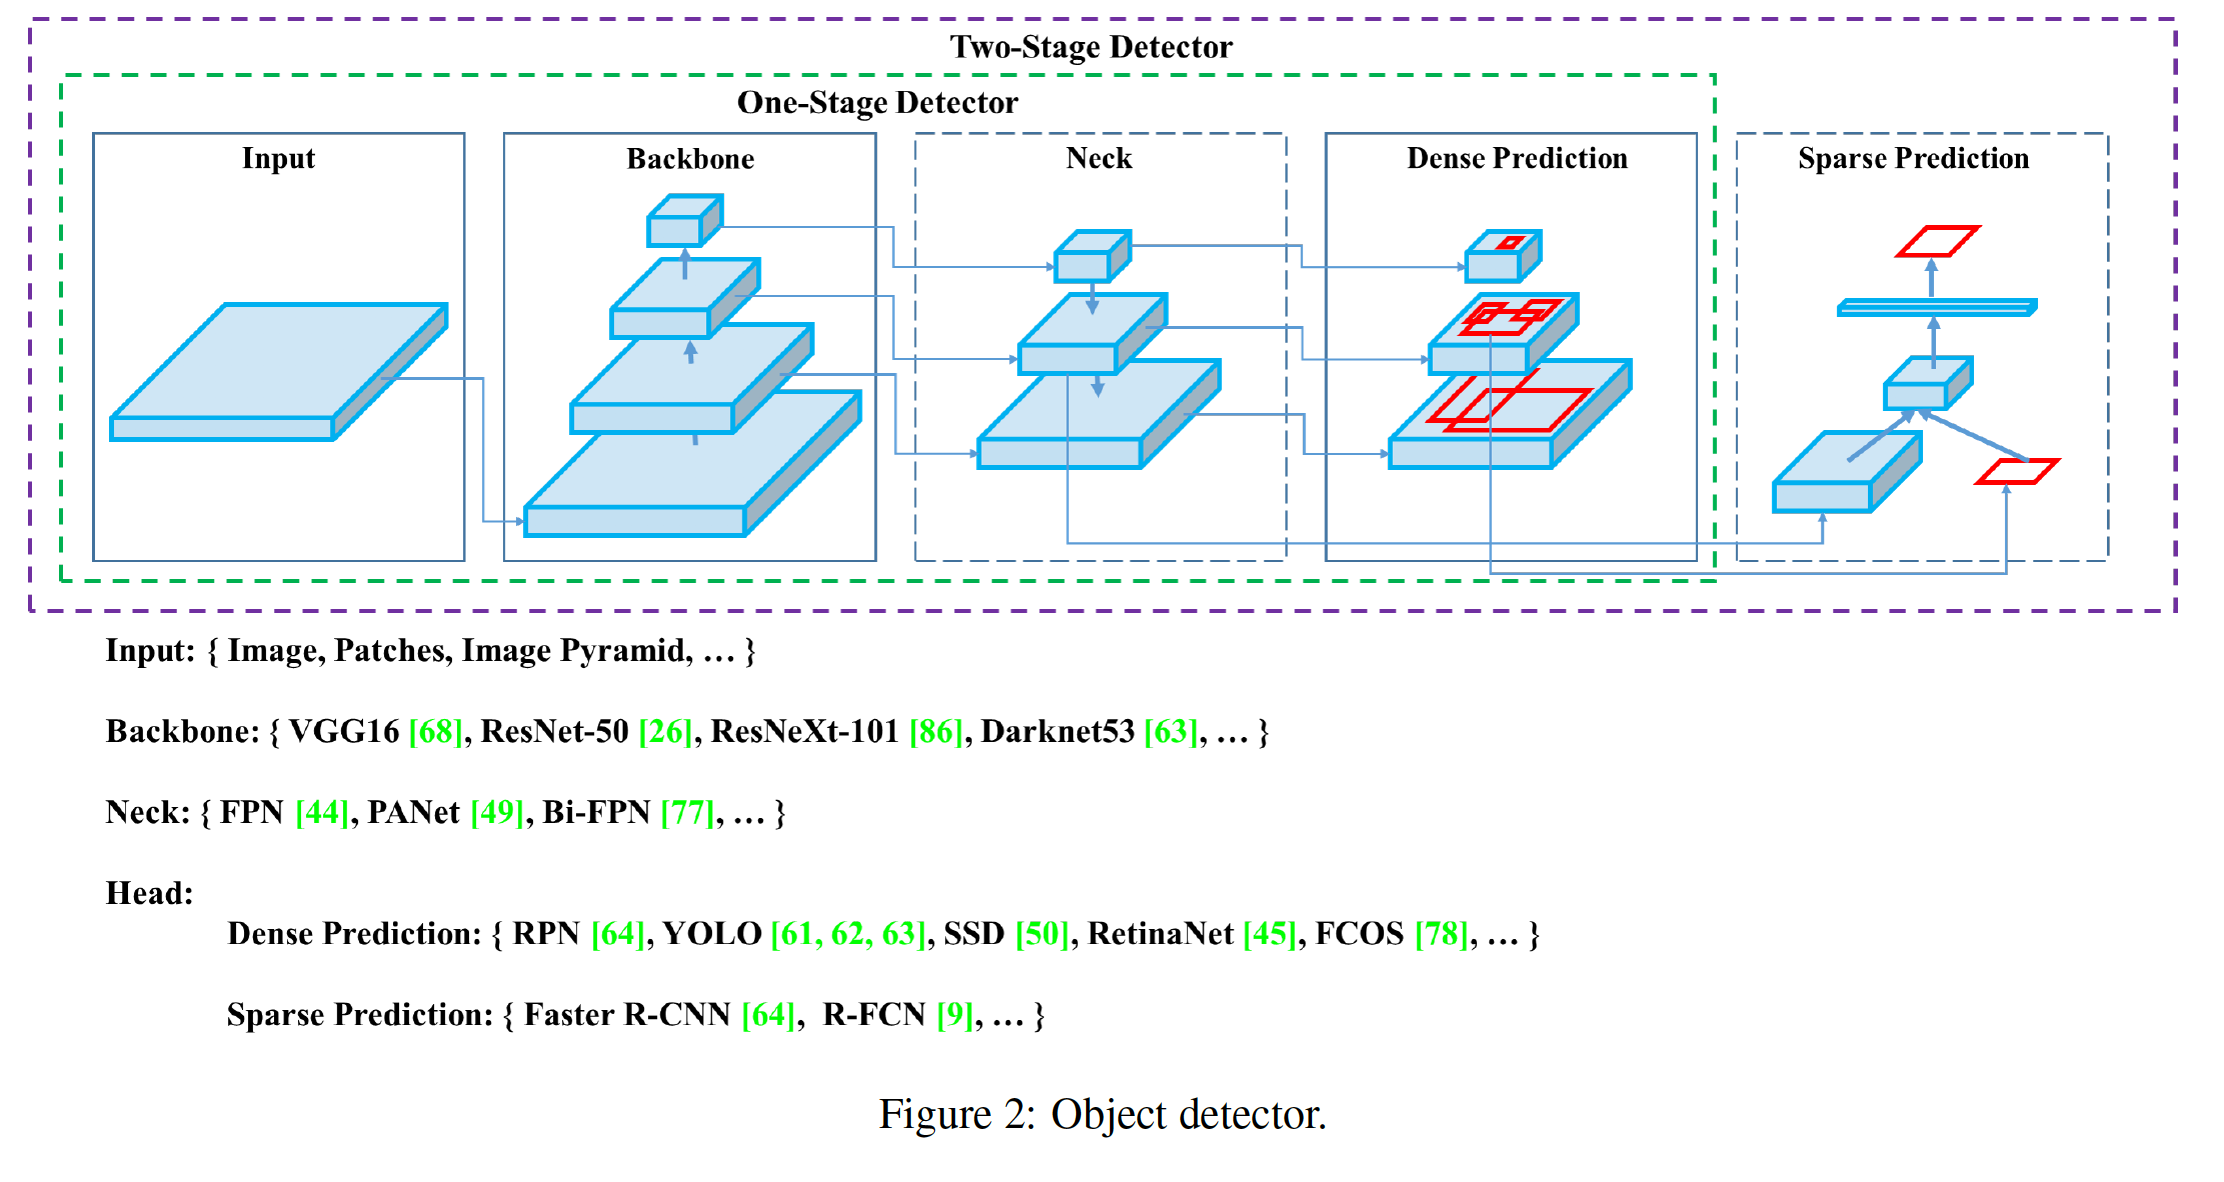 Two-Stage Detector
One-Stage Detector
Input
Backbone
Neck
Dense Prediction
Sparse Prediction
Input: { Image, Patches, Image Pyramid, … }
Backbone: { VGG16 [68], ResNet-50 [26], ResNeXt-101 [86], Darknet53 [63], … }
Neck: { FPN [44], PANet [49], Bi-FPN [77], … }
Head:
Dense Prediction: { RPN [64], YOLO [61, 62, 63], SSD [50], RetinaNet [45], FCOS [78], … }
Sparse Prediction: { Faster R-CNN [64], R-FCN [9], … }
Figure 2: Object detector.